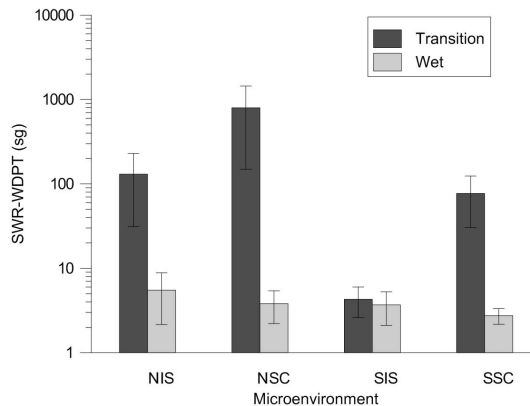 10000
1000
100
10
1
SWR-WDPT (sg)
Transition
Wet
NIS NSC SIS SSC
Microenvironment